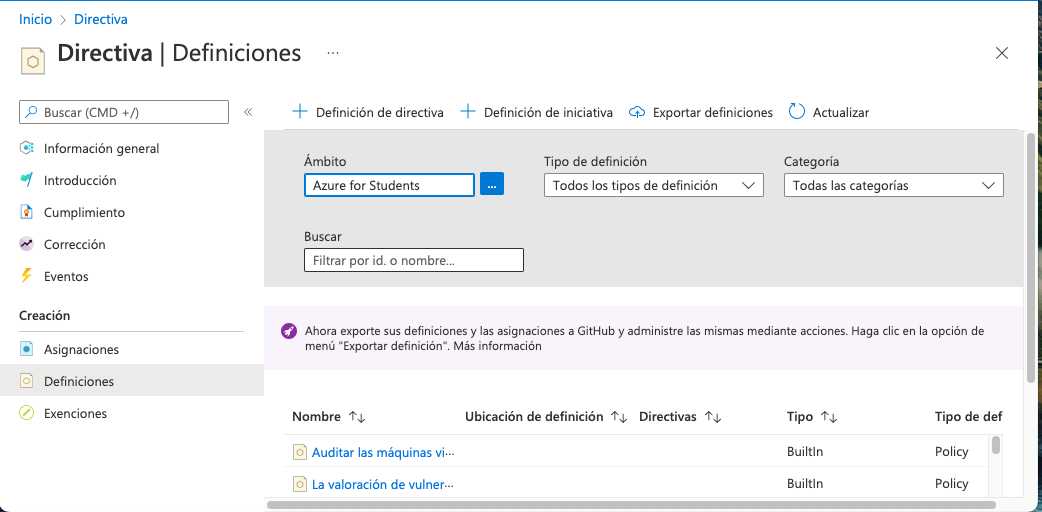 Inicio > Directiva
Directiva | Definiciones ...
Buscar (CMD +/)
Información general
Introducción
Cumplimiento
Corrección
Eventos
Creación
Asignaciones
Definiciones
Exenciones
Definición de directiva
Definición de iniciativa
Exportar definiciones
Actualizar
Ámbito
Azure for Students
...
Tipo de definición
Todos los tipos de definición
Categoría
Todas las categorías
Buscar
Filtrar por id. o nombre...
Ahora exporte sus definiciones y las asignaciones a GitHub y administre las mismas mediante acciones. Haga clic en la opción de
menú "Exportar definición". Más información
Nombre ↑↓ Ubicación de definición ↑↓ Directivas ↑↓ Tipo ↑↓ Tipo de def
Auditar las máquinas vi... BuiltIn Policy
La valoración de vulner... BuiltIn Policy